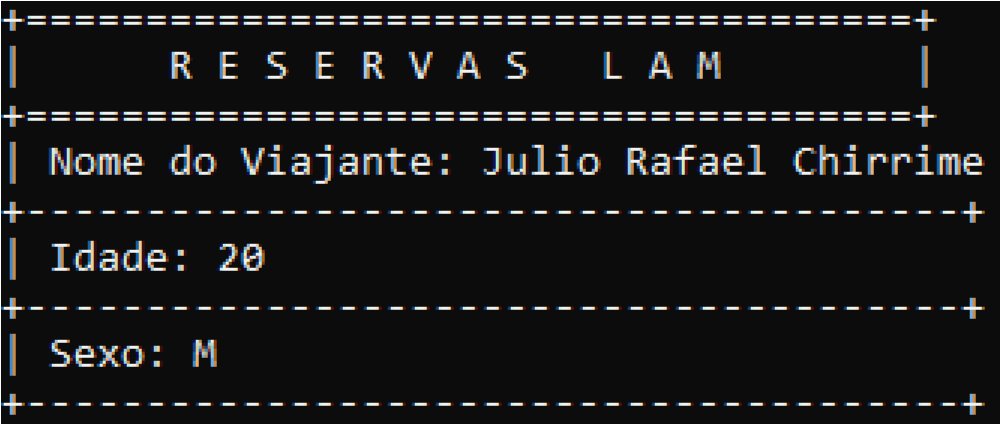 +=====================================+
|      R E S E R V A S   L A M        |
+=====================================+
| Nome do Viajante: Julio Rafael Chirrime
+---------------------------------------+
| Idade: 20
+---------------------------------------+
| Sexo: M
+---------------------------------------+